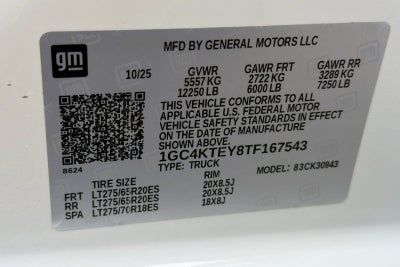 gm
MFD BY GENERAL MOTORS LLC
10/25 GVWR GAWR FRT GAWR RR
5557 KG 2722 KG 3289 KG
12250 LB 6000 LB 7250 LB
THIS VEHICLE CONFORMS TO ALL
APPLICABLE U.S. FEDERAL MOTOR
VEHICLE SAFETY STANDARDS IN EFFECT
ON THE DATE OF MANUFACTURE
SHOWN ABOVE.
1GC4KTEY8TF167543
8624 TYPE: TRUCK MODEL: 83CK30943
TIRE SIZE RIM
FRT LT275/65R20ES 20X8.5J
RR LT275/65R20ES 20X8.5J
SPA LT275/70R18ES 18X8J